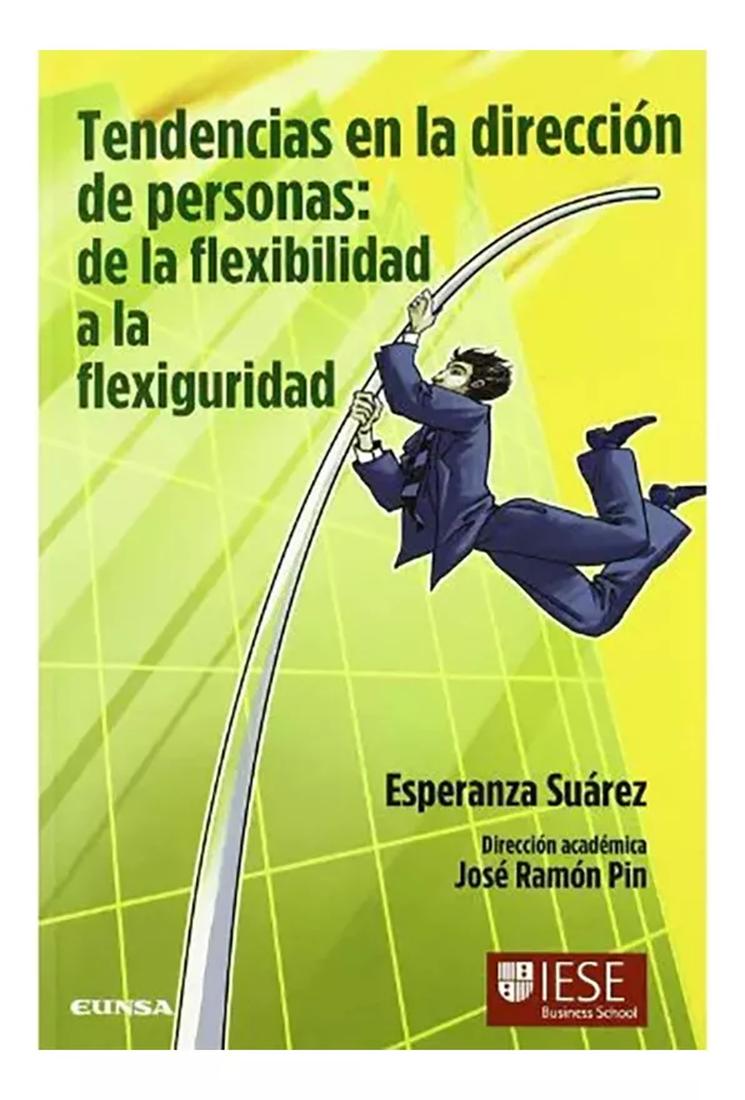 Tendencias en la dirección
de personas:
de la flexibilidad
a la
flexiguridad
Esperanza Suárez
Dirección académica
José Ramón Pin
IESE
Business School
EUNSA